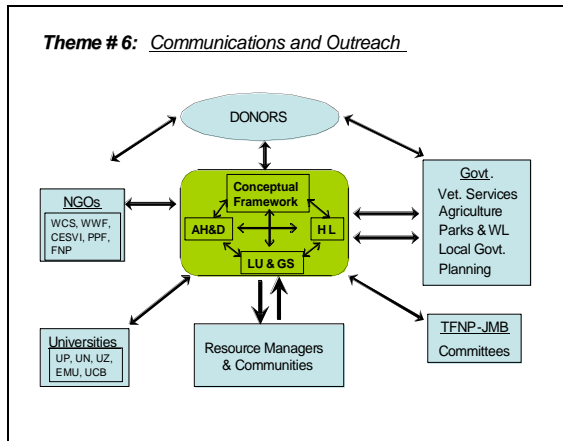 Theme # 6: Communications and Outreach
DONORS
NGOs
WCS, WWF,
CESVI, PPF,
FNP
Conceptual
Framework
AH&D
H L
LU & GS
Govt.
Vet. Services
Agriculture
Parks & WL
Local Govt.
Planning
Universities
UP, UN, UZ,
EMU, UCB
Resource Managers
& Communities
TFNP-JMB
Committees